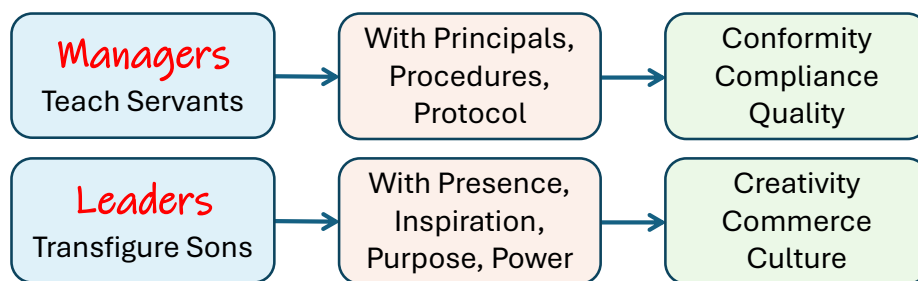 Managers
Teach Servants
With Principals,
Procedures,
Protocol
Conformity
Compliance
Quality
Leaders
Transfigure Sons
With Presence,
Inspiration,
Purpose, Power
Creativity
Commerce
Culture